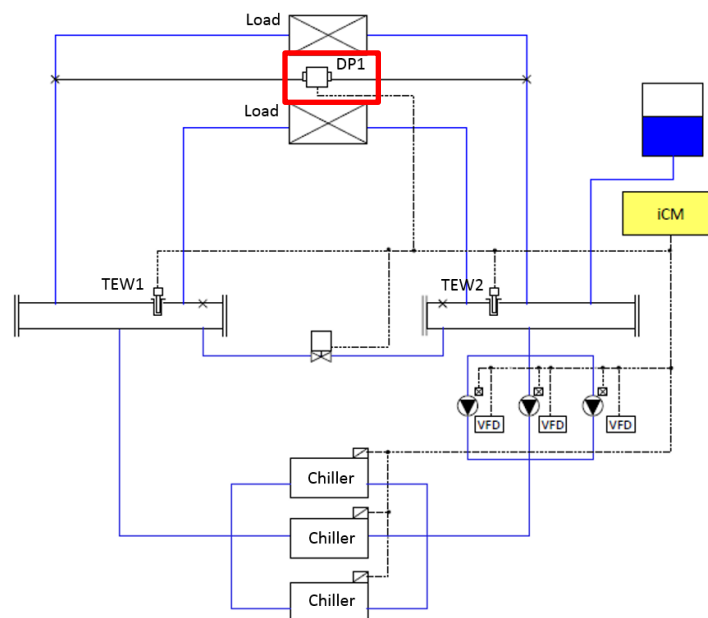 Load
DP1
Load
iCM
TEW1
TEW2
VFD
VFD
VFD
Chiller
Chiller
Chiller